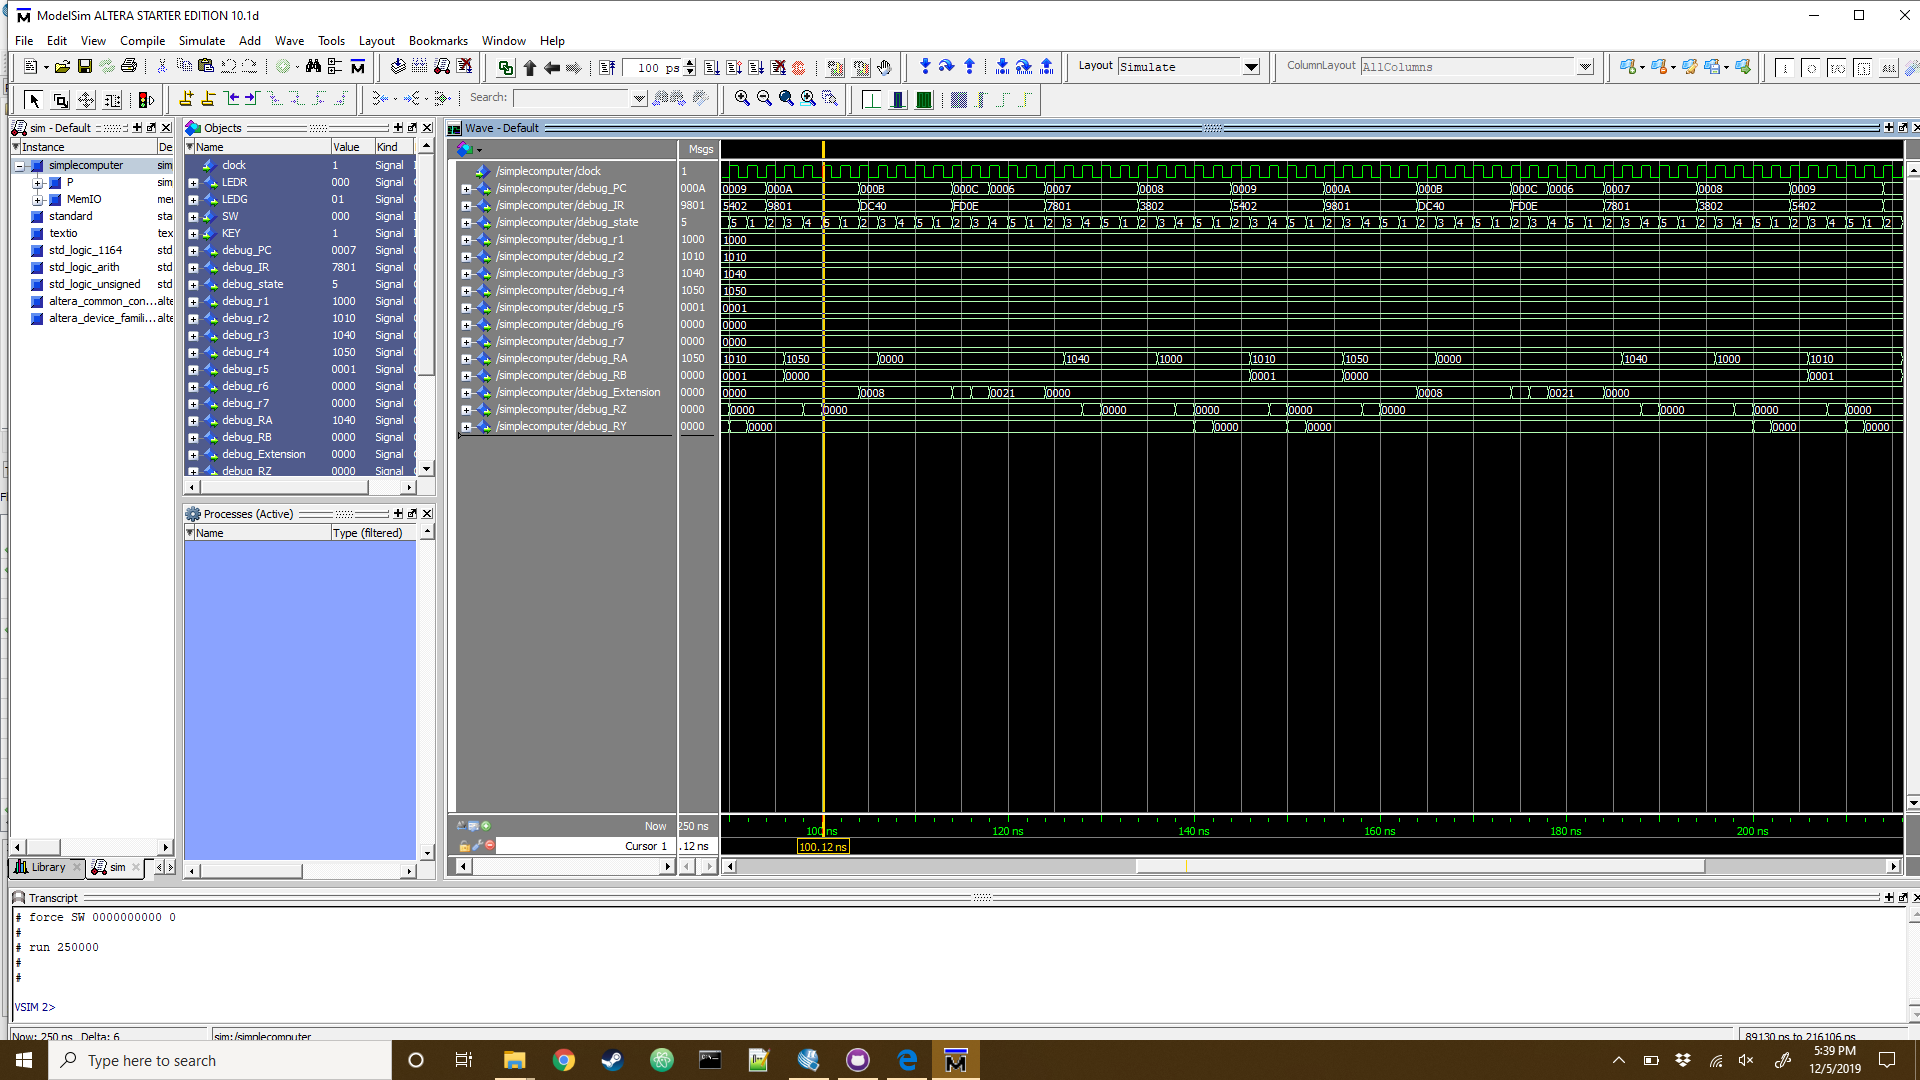 ModelSim ALTERA STARTER EDITION 10.1d
File Edit View Compile Simulate Add Wave Tools Layout Bookmarks Window Help
100 ps
Layout Simulate
ColumnLayout AllColumns
Search:
sim - Default
Instance De
simplecomputer sim
P sim
MemIO me
standard sta
textio tex
std_logic_1164 std
std_logic_arith std
std_logic_unsigned std
altera_common_con... alte
altera_device_famili... alte
Library sim
Objects
Name Value Kind
clock 1 Signal
LEDR 000 Signal
LEDG 01 Signal
SW 000 Signal
KEY 1 Signal
debug_PC 0007 Signal
debug_IR 7801 Signal
debug_state 5 Signal
debug_r1 1000 Signal
debug_r2 1010 Signal
debug_r3 1040 Signal
debug_r4 1050 Signal
debug_r5 0001 Signal
debug_r6 0000 Signal
debug_r7 0000 Signal
debug_RA 1040 Signal
debug_RB 0000 Signal
debug_Extension 0000 Signal
debug_RZ 0000 Signal
Processes (Active)
Name Type (filtered)
Wave - Default
Msgs
/simplecomputer/clock 1
/simplecomputer/debug_PC 000A 0009 000A 000B 000C 0006 0007 0008 0009 000A 000B 000C 0006 0007 0008 0009
/simplecomputer/debug_IR 9801 5402 9801 DC40 FD0E 7801 3802 5402 9801 DC40 FD0E 7801 3802 5402
/simplecomputer/debug_state 5 5 1 2 3 4 5 1 2 3 4 5 1 2 3 4 5 1 2 3 4 5 1 2 3 4 5 1 2 3 4 5 1 2 3 4 5 1 2 3 4 5 1 2 3 4 5 1 2 3 4 5 1 2 3 4 5 1 2 3 4 5 1 2
/simplecomputer/debug_r1 1000 1000
/simplecomputer/debug_r2 1010 1010
/simplecomputer/debug_r3 1040 1040
/simplecomputer/debug_r4 1050 1050
/simplecomputer/debug_r5 0001 0001
/simplecomputer/debug_r6 0000 0000
/simplecomputer/debug_r7 0000 0000
/simplecomputer/debug_RA 1050 1010 1050 0000 1040 1000 1010 1050 0000 1040 1000 1010
/simplecomputer/debug_RB 0000 0001 0000 0001 0000 0001
/simplecomputer/debug_Extension 0000 0000 0008 0021 0000 0008 0021 0000
/simplecomputer/debug_RZ 0000 0000 0000 0000 0000 0000 0000 0000 0000 0000
/simplecomputer/debug_RY 0000 0000 0000 0000 0000 0000
Now 250 ns 100 ns 120 ns 140 ns 160 ns 180 ns 200 ns
Cursor 1 .12 ns 100.12 ns
Transcript
# force SW 0000000000 0
#
# run 250000
#
#
VSIM 2>
Now: 250 ns Delta: 6 sim:/simplecomputer 89130 ps to 216106 ps
Type here to search
5:39 PM
12/5/2019